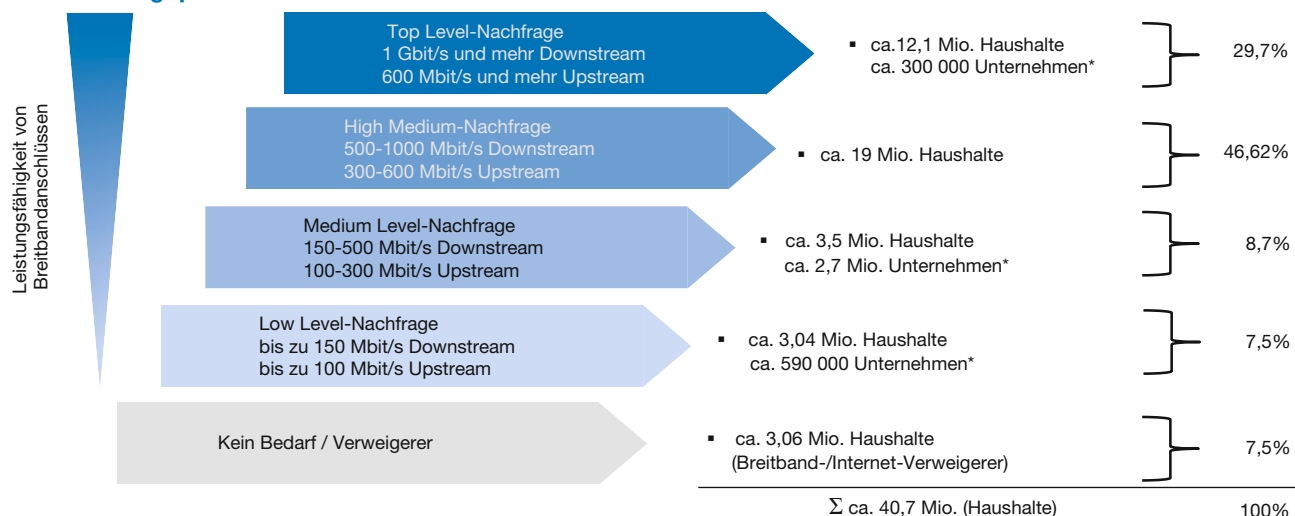 Leistungsfähigkeit von
Breitbandanschlüssen
Top Level-Nachfrage
1 Gbit/s und mehr Downstream
600 Mbit/s und mehr Upstream
▪ ca.12,1 Mio. Haushalte
ca. 300 000 Unternehmen*
29,7%
High Medium-Nachfrage
500-1000 Mbit/s Downstream
300-600 Mbit/s Upstream
▪ ca. 19 Mio. Haushalte
46,62%
Medium Level-Nachfrage
150-500 Mbit/s Downstream
100-300 Mbit/s Upstream
▪ ca. 3,5 Mio. Haushalte
ca. 2,7 Mio. Unternehmen*
8,7%
Low Level-Nachfrage
bis zu 150 Mbit/s Downstream
bis zu 100 Mbit/s Upstream
▪ ca. 3,04 Mio. Haushalte
ca. 590 000 Unternehmen*
7,5%
Kein Bedarf / Verweigerer
▪ ca. 3,06 Mio. Haushalte
(Breitband-/Internet-Verweigerer)
7,5%
Σ ca. 40,7 Mio. (Haushalte)
100%